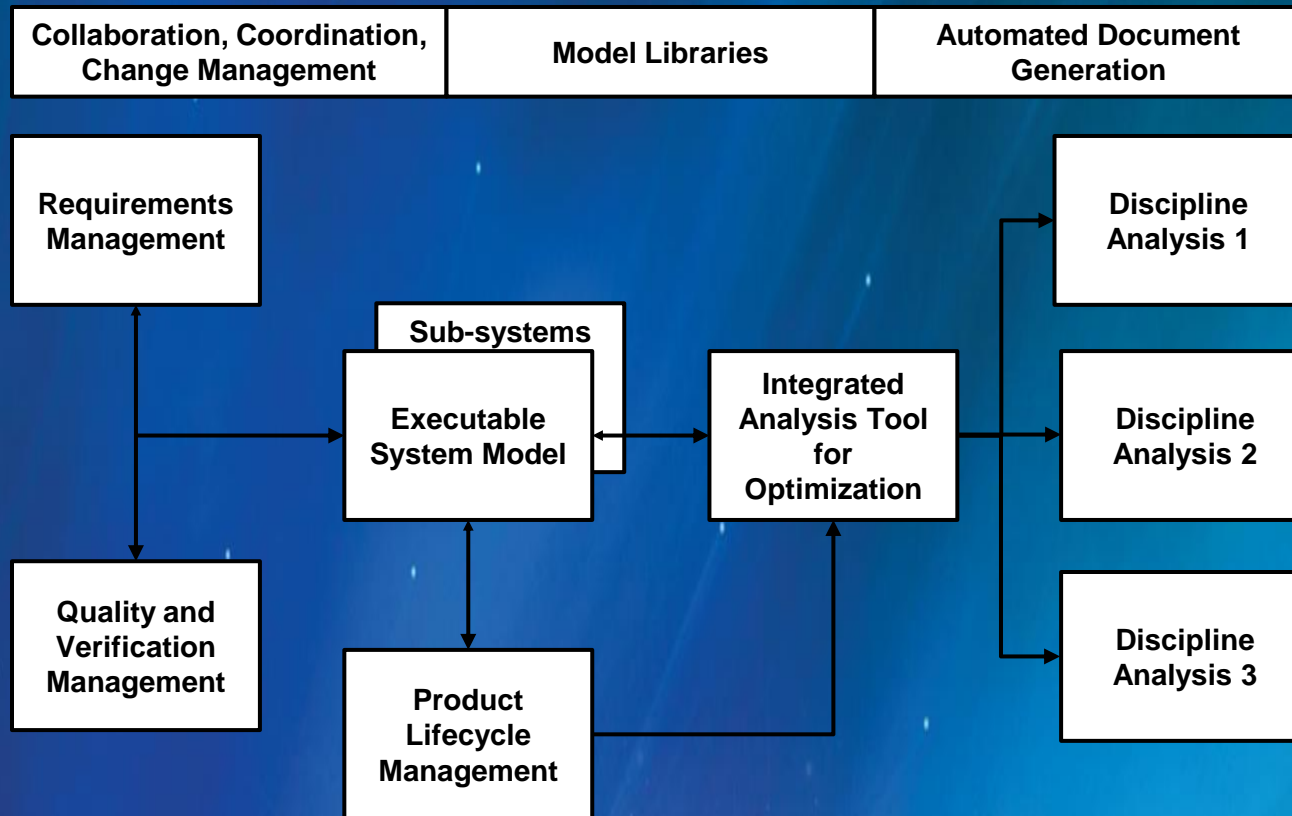 Collaboration, Coordination,
Change Management
Model Libraries
Automated Document
Generation
Requirements
Management
Discipline
Analysis 1
Sub-systems
Executable
System Model
Integrated
Analysis Tool
for
Optimization
Discipline
Analysis 2
Quality and
Verification
Management
Product
Lifecycle
Management
Discipline
Analysis 3